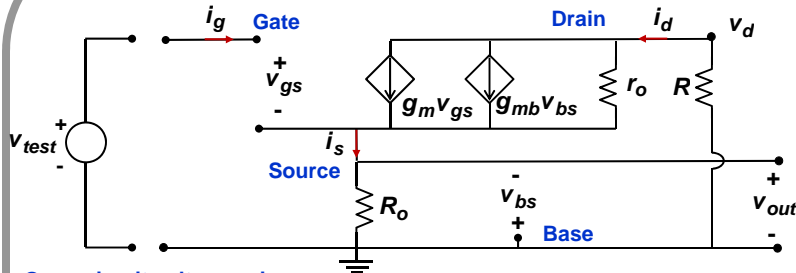 i_g Gate Drain i_d v_d
+
v_gs
-
g_m v_gs g_mb v_bs r_o R
+
v_test
-
i_s
Source
R_o
-
v_bs
+
Base
+
v_out
-